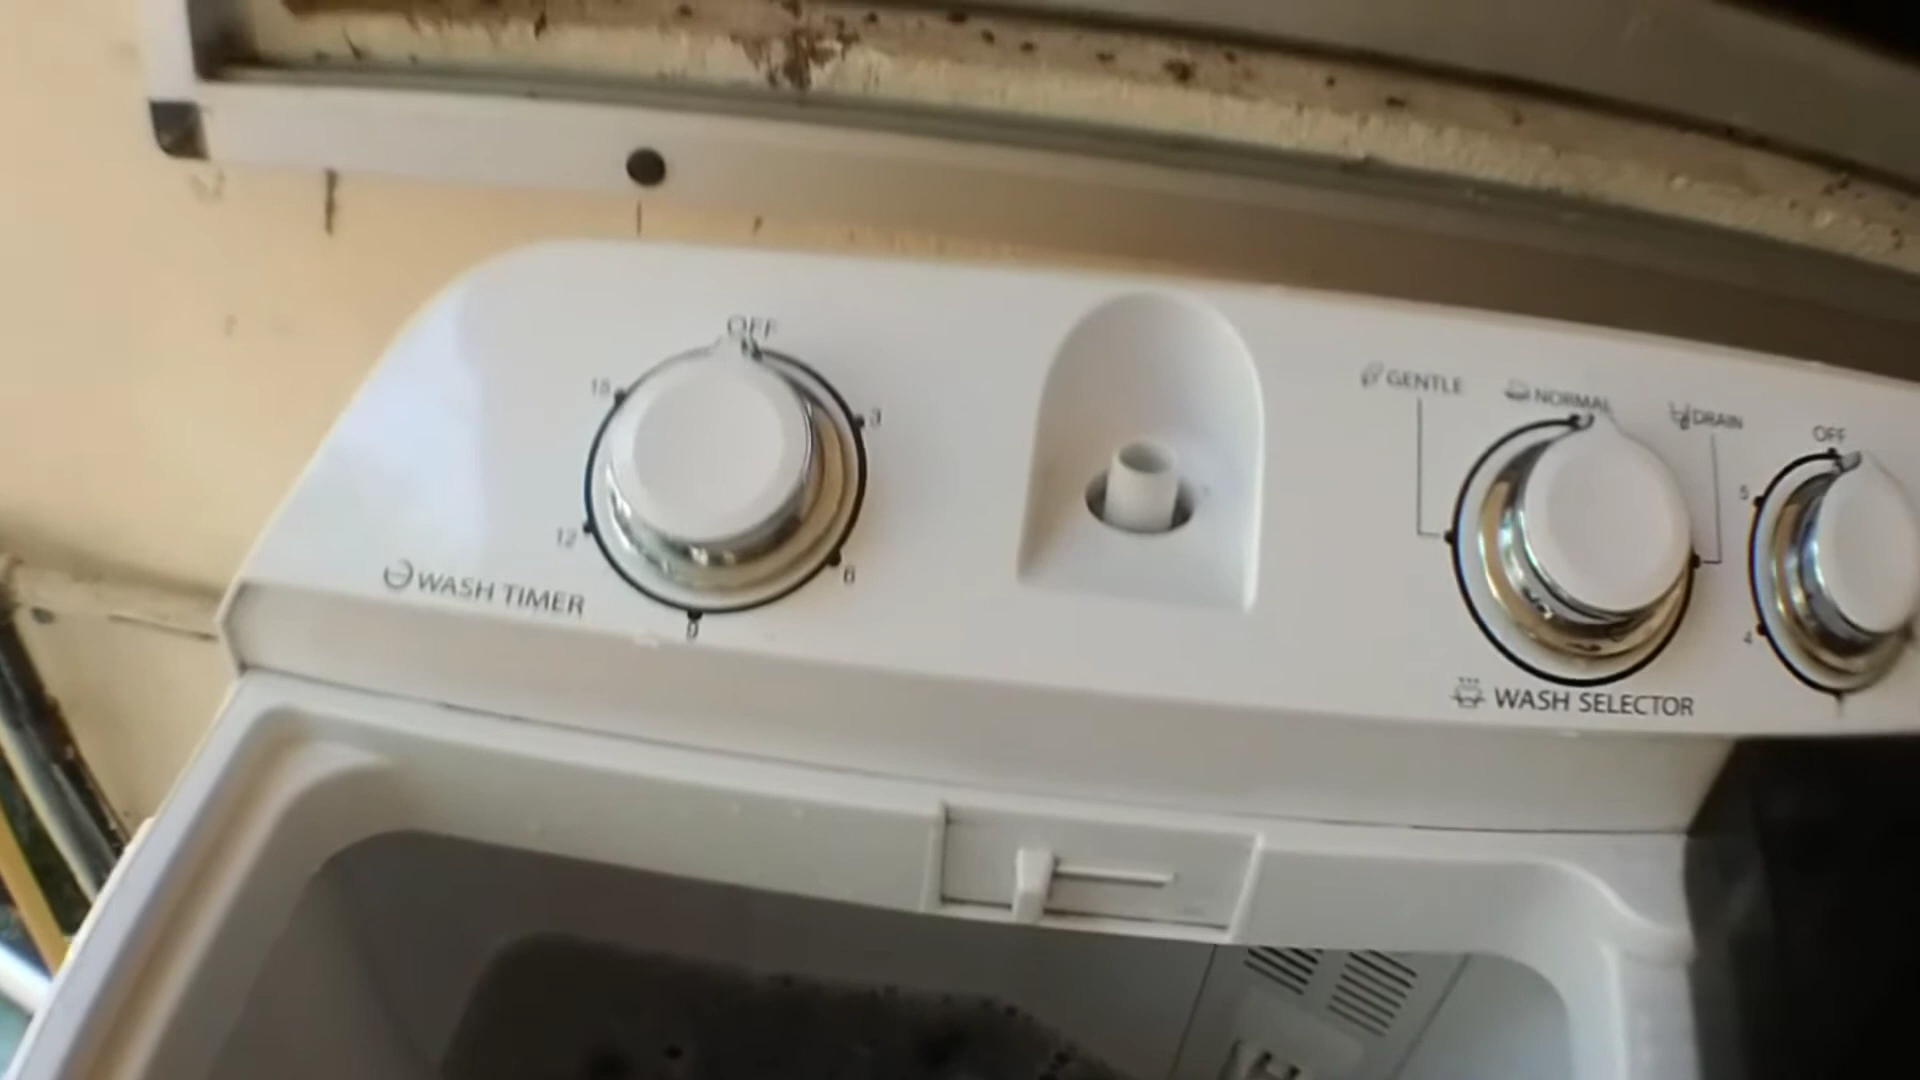 OFF
15
3
12
6
9
WASH TIMER
GENTLE
NORMAL
DRAIN
WASH SELECTOR
OFF
5
4